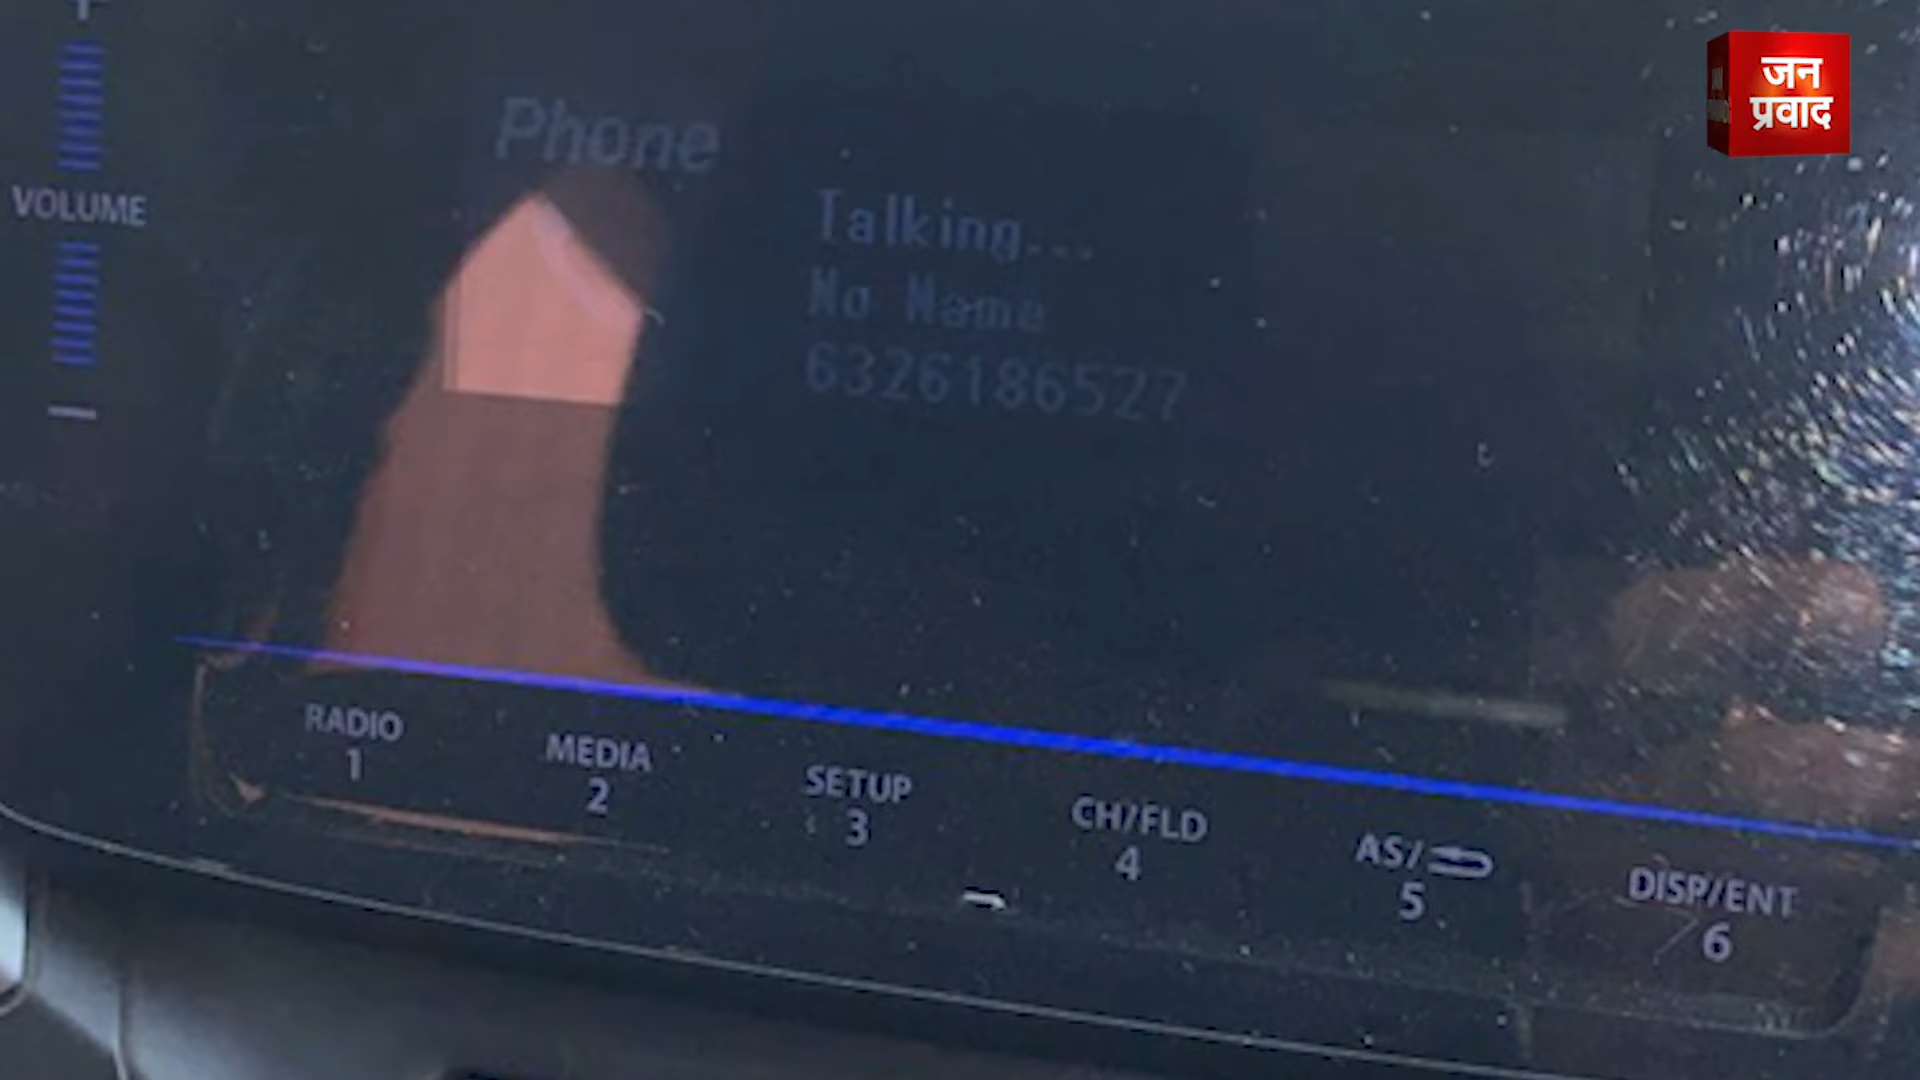 जन
प्रवाद
VOLUME
Phone
Talking...
No Name
6326186527
RADIO
1
MEDIA
2
SETUP
3
CH/FLD
4
AS/
5
DISP/ENT
6